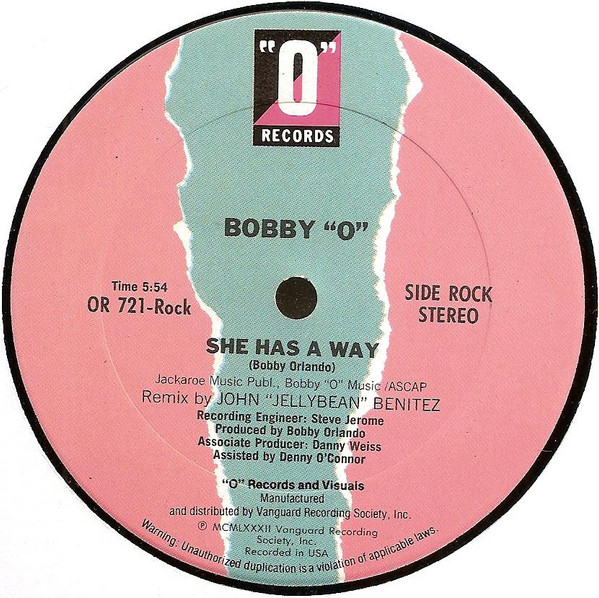 "O"
RECORDS
BOBBY "O"
Time 5:54
OR 721-Rock
SIDE ROCK
STEREO
SHE HAS A WAY
(Bobby Orlando)
Jackaroe Music Publ., Bobby "O" Music /ASCAP
Remix by JOHN "JELLYBEAN" BENITEZ
Recording Engineer: Steve Jerome
Produced by Bobby Orlando
Associate Producer: Danny Weiss
Assisted by Denny O'Connor
"O" Records and Visuals
Manufactured
and distributed by Vanguard Recording Society, Inc.
℗ MCMLXXXII Vanguard Recording
Society, Inc.
Recorded in USA
Warning: Unauthorized duplication is a violation of applicable laws.